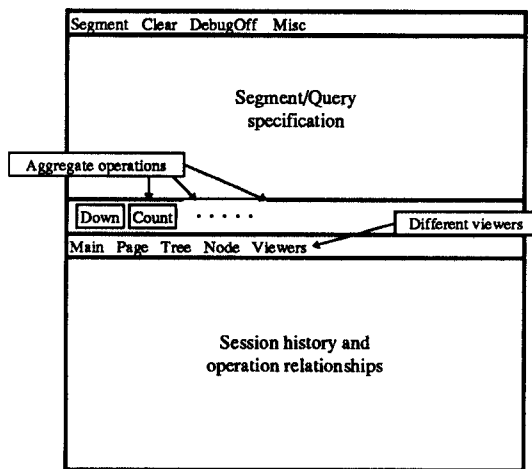 Segment Clear DebugOff Misc
Segment/Query
specification
Aggregate operations
Down Count . . . . .
Different viewers
Main Page Tree Node Viewers
Session history and
operation relationships